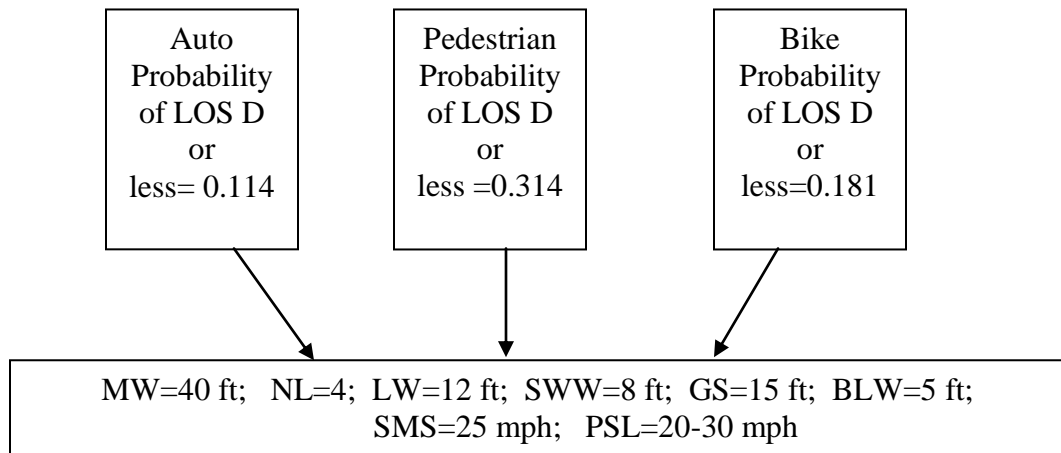 Auto
Probability
of LOS D
or
less= 0.114
Pedestrian
Probability
of LOS D
or
less =0.314
Bike
Probability
of LOS D
or
less=0.181
MW=40 ft; NL=4; LW=12 ft; SWW=8 ft; GS=15 ft; BLW=5 ft;
SMS=25 mph; PSL=20-30 mph